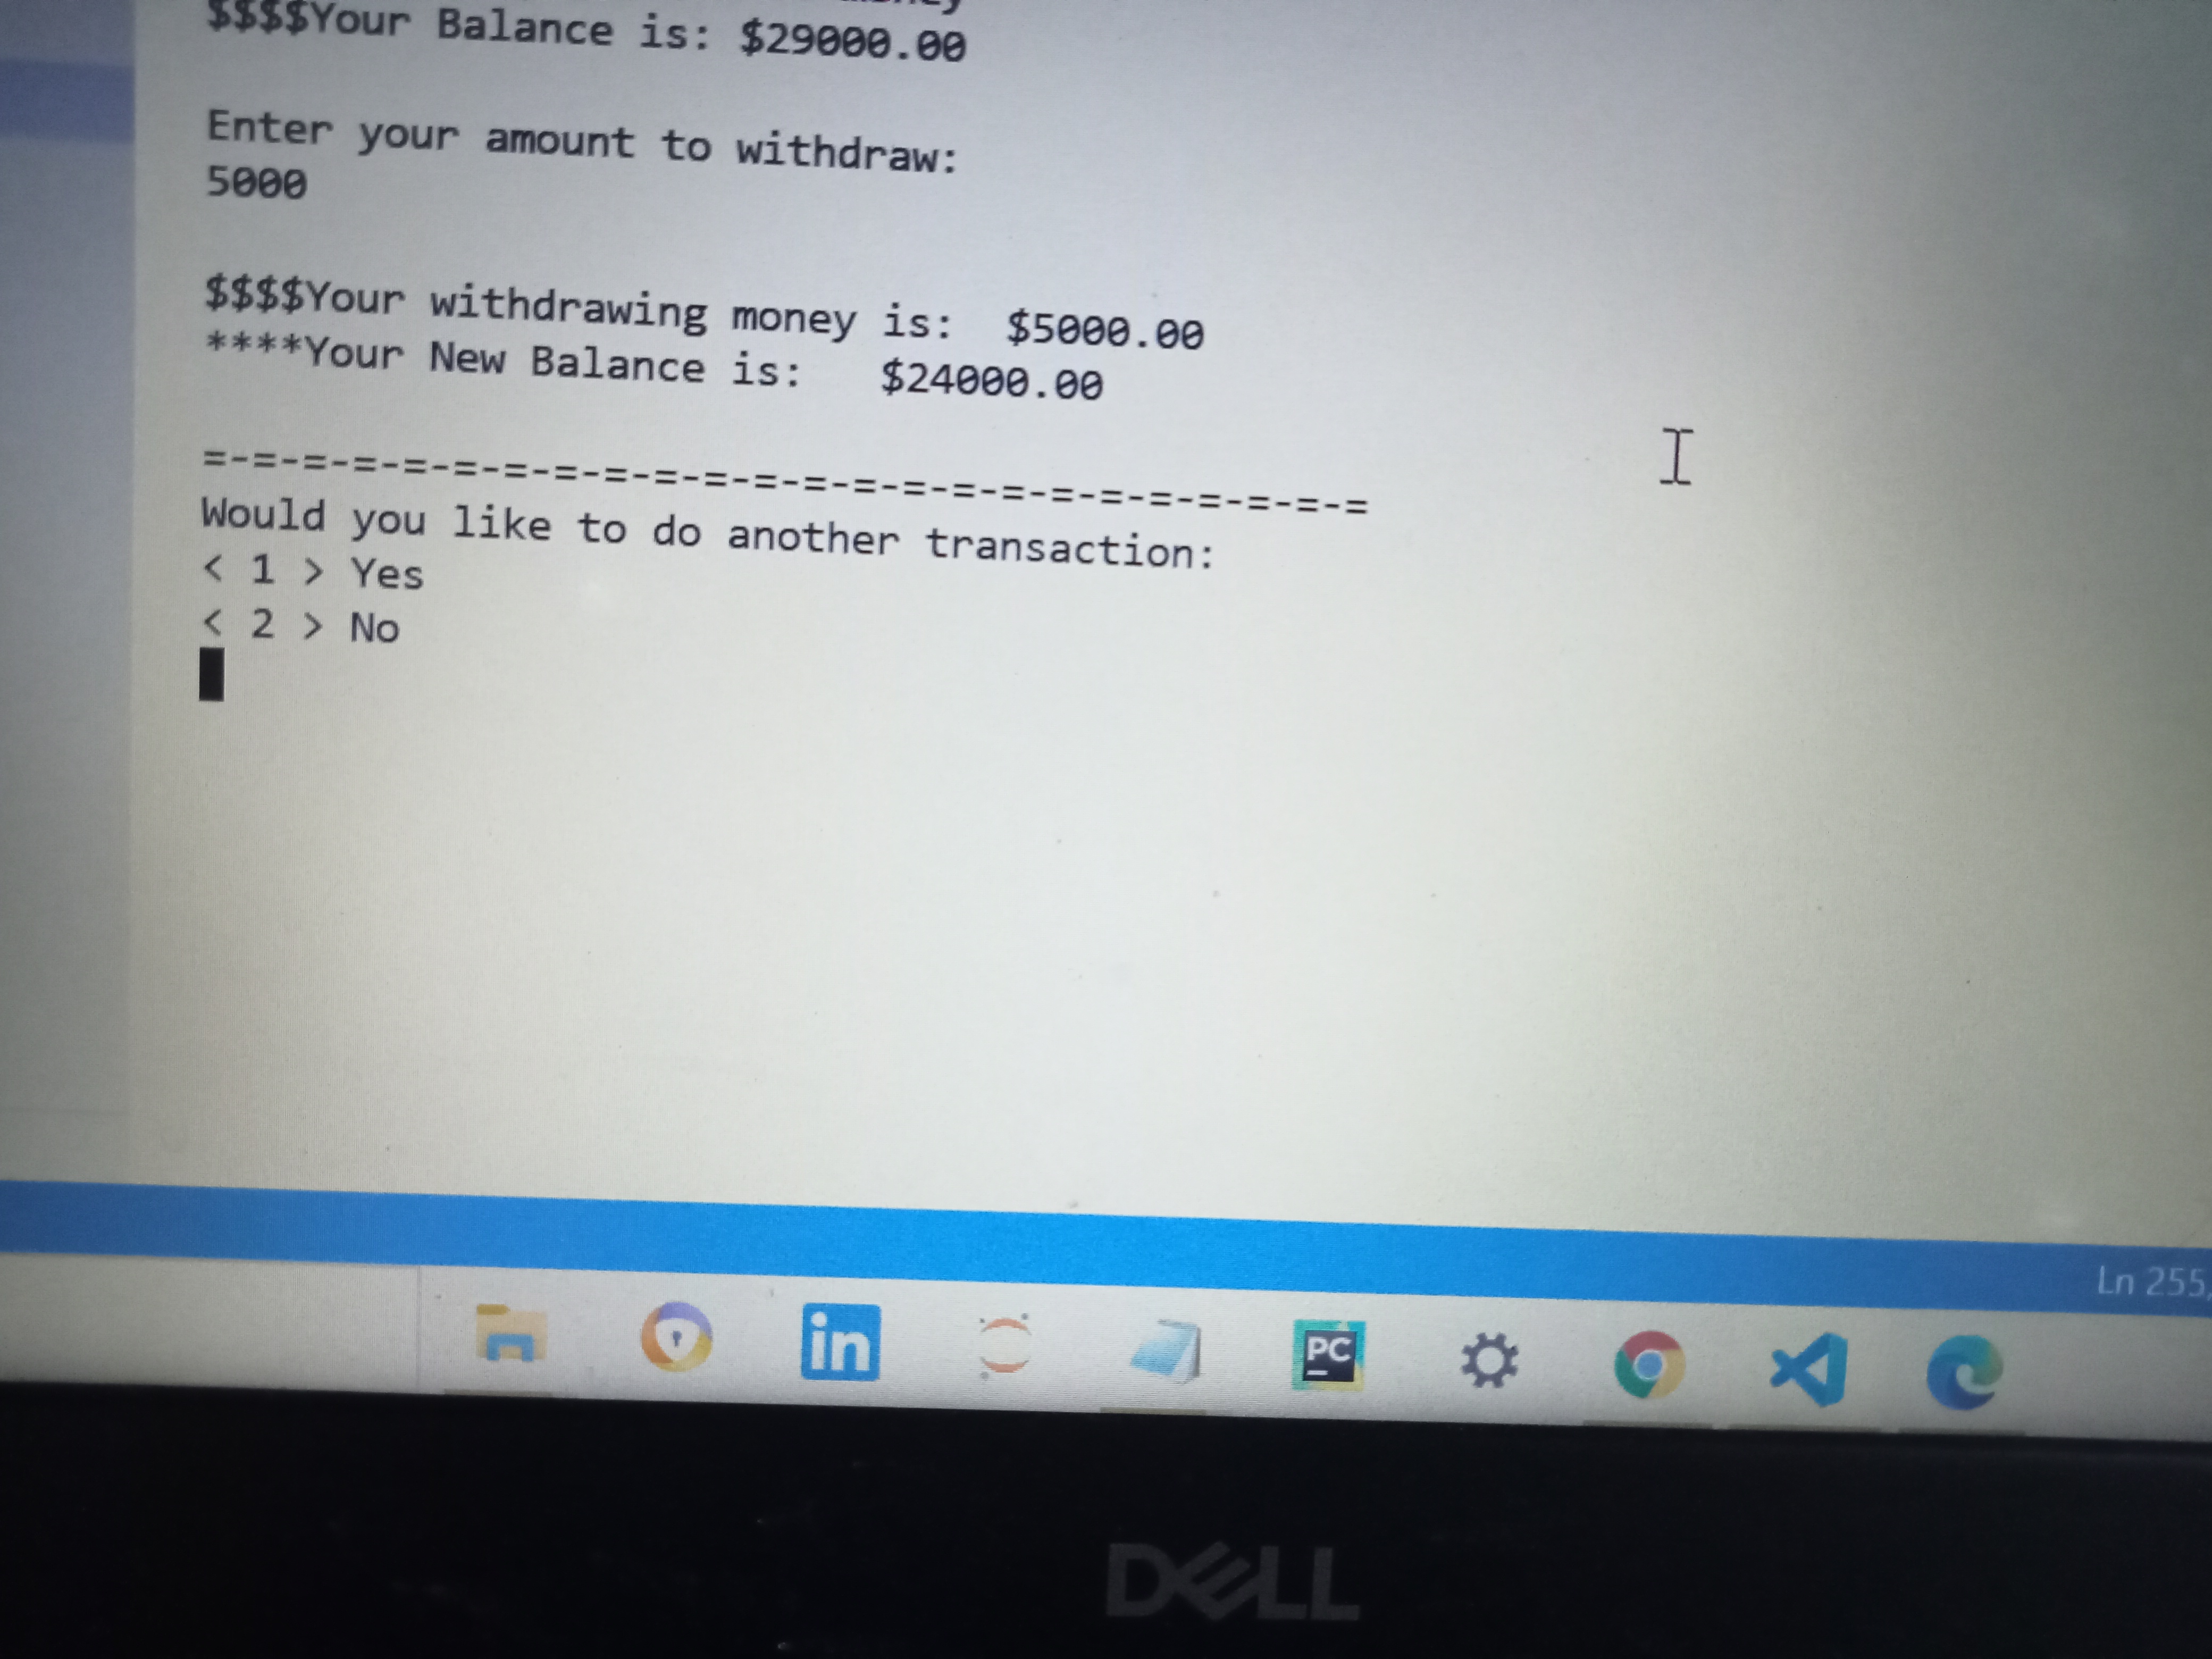 $$$$Your Balance is: $29000.00
Enter your amount to withdraw:
5000
$$$$Your withdrawing money is:  $5000.00
****Your New Balance is:   $24000.00
=-=-=-=-=-=-=-=-=-=-=-=-=-=-=-=-=-=-=-=-=-=-=-=
Would you like to do another transaction:
< 1 > Yes
< 2 > No
Ln 255,
in
PC
DELL